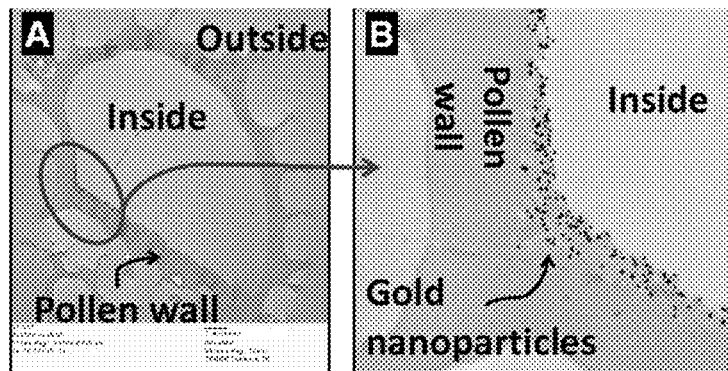 A
Outside
Inside
Pollen wall
B
Pollen
wall
Inside
Gold
nanoparticles